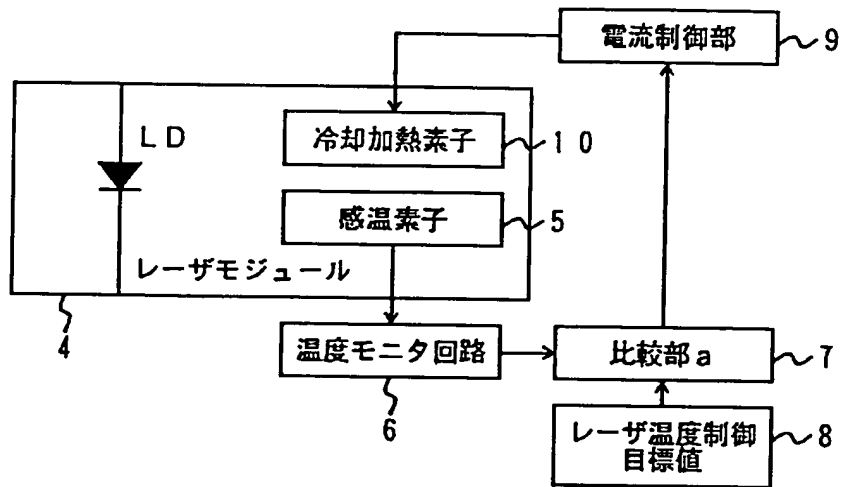 電流制御部
9
LD
冷却加熱素子
10
感温素子
5
レーザモジュール
4
温度モニタ回路
6
比較部a
7
レーザ温度制御
目標値
8